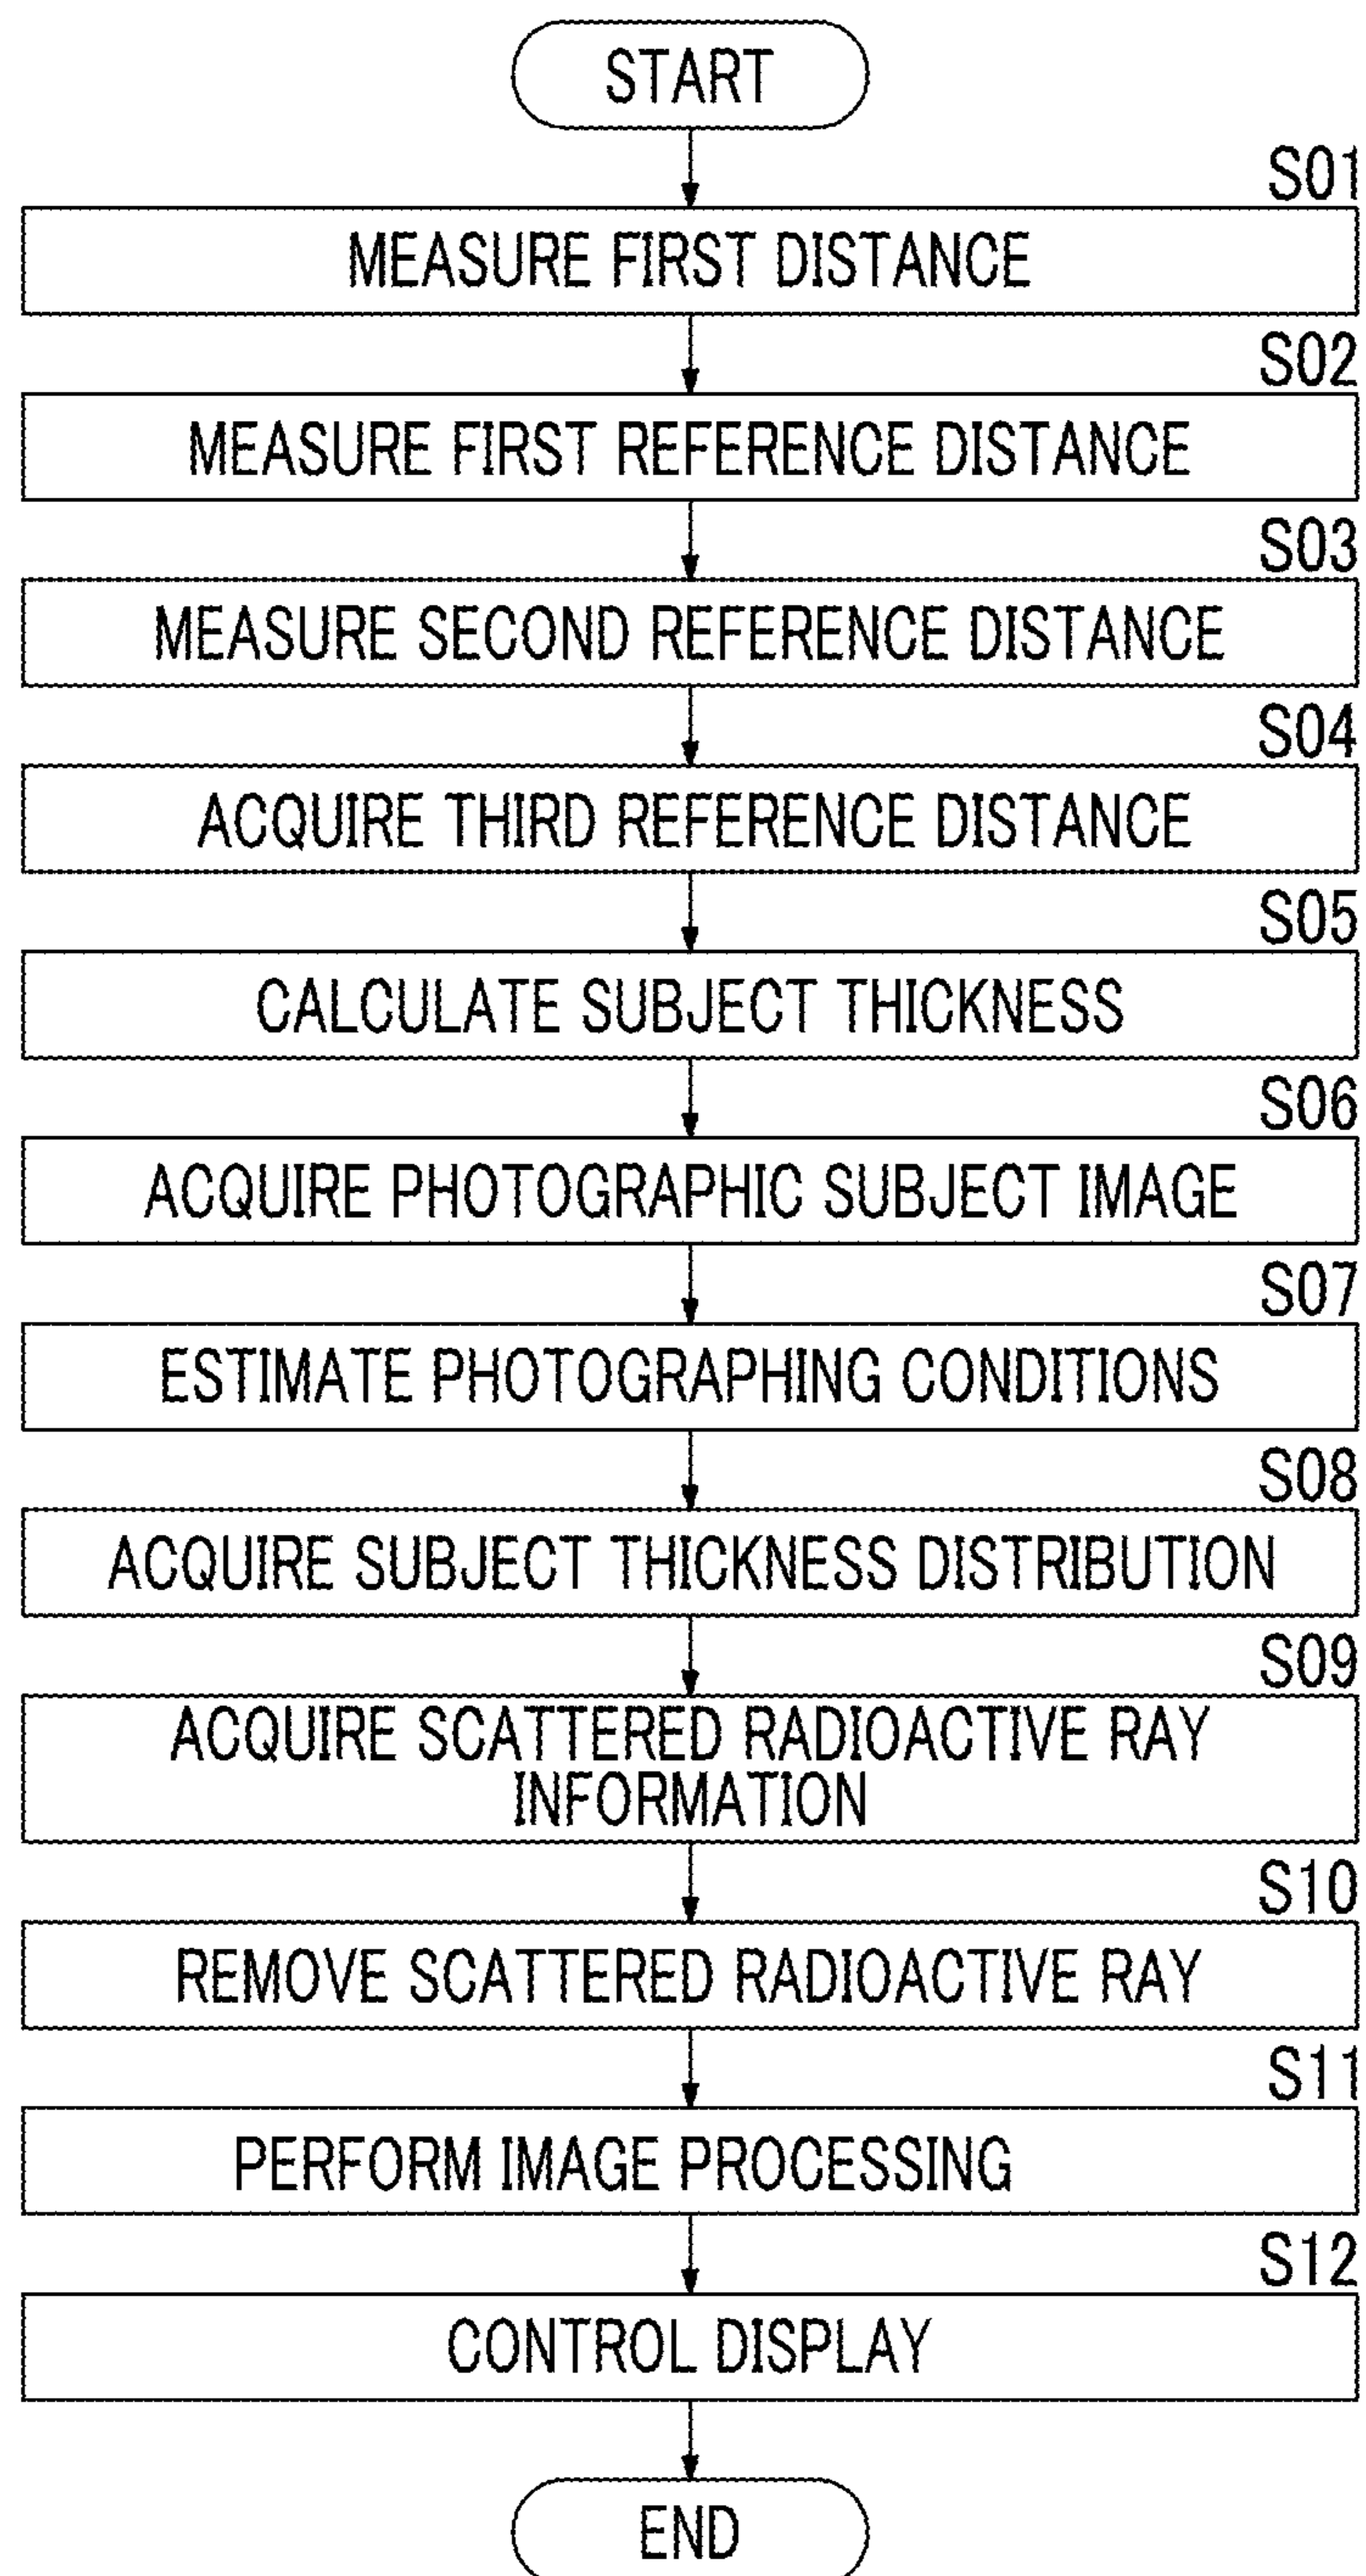 START
S01
MEASURE FIRST DISTANCE
S02
MEASURE FIRST REFERENCE DISTANCE
S03
MEASURE SECOND REFERENCE DISTANCE
S04
ACQUIRE THIRD REFERENCE DISTANCE
S05
CALCULATE SUBJECT THICKNESS
S06
ACQUIRE PHOTOGRAPHIC SUBJECT IMAGE
S07
ESTIMATE PHOTOGRAPHING CONDITIONS
S08
ACQUIRE SUBJECT THICKNESS DISTRIBUTION
S09
ACQUIRE SCATTERED RADIOACTIVE RAY
INFORMATION
S10
REMOVE SCATTERED RADIOACTIVE RAY
S11
PERFORM IMAGE PROCESSING
S12
CONTROL DISPLAY
END